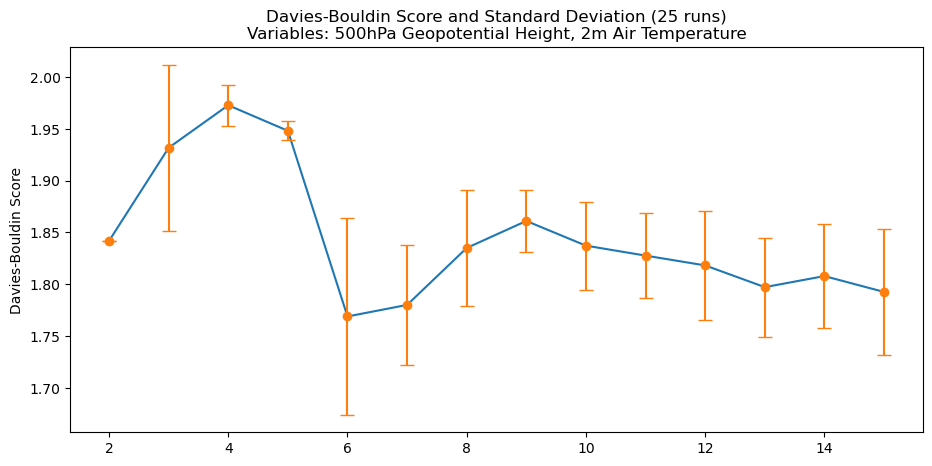 Davies-Bouldin Score and Standard Deviation (25 runs)
Variables: 500hPa Geopotential Height, 2m Air Temperature
Davies-Bouldin Score
2.00
1.95
1.90
1.85
1.80
1.75
1.70
2 4 6 8 10 12 14